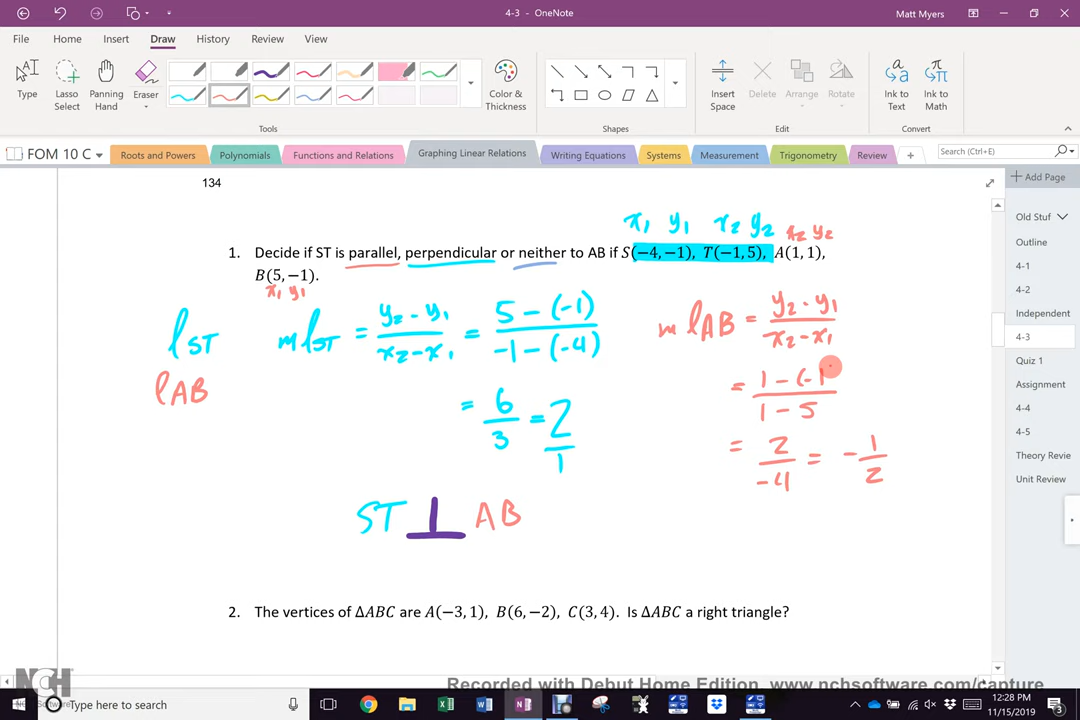 4-3 - OneNote
Matt Myers
File Home Insert Draw History Review View
Type
Lasso Select
Panning Hand
Eraser
Color & Thickness
Insert Space
Delete
Arrange
Rotate
Ink to Text
Ink to Math
Tools
Shapes
Edit
Convert
FOM 10 C
Roots and Powers
Polynomials
Functions and Relations
Graphing Linear Relations
Writing Equations
Systems
Measurement
Trigonometry
Review
+
Search (Ctrl+E)
Add Page
Old Stuf
Outline
4-1
4-2
Independent
4-3
Quiz 1
Assignment
4-4
4-5
Theory Revie
Unit Review
134
x₁ y₁ x₂ y₂ x₂ y₂
1. Decide if ST is parallel, perpendicular or neither to AB if S(−4,−1), T(−1,5), A(1,1),
B(5,−1).
x₁ y₁
l ST
l AB
m l ST = y₂ - y₁ / x₂ - x₁ = 5 - (-1) / -1 - (-4)
= 6/3 = 2/1
m l AB = y₂ - y₁ / x₂ - x₁
= 1 - (-1 / 1 - 5
= 2 / -4 = - 1/2
ST ⊥ AB
2. The vertices of ΔABC are A(−3,1), B(6,−2), C(3,4). Is ΔABC a right triangle?
NCH
Recorded with Debut Home Edition www.nchsoftware.com/capture
Type here to search
12:28 PM
11/15/2019
3